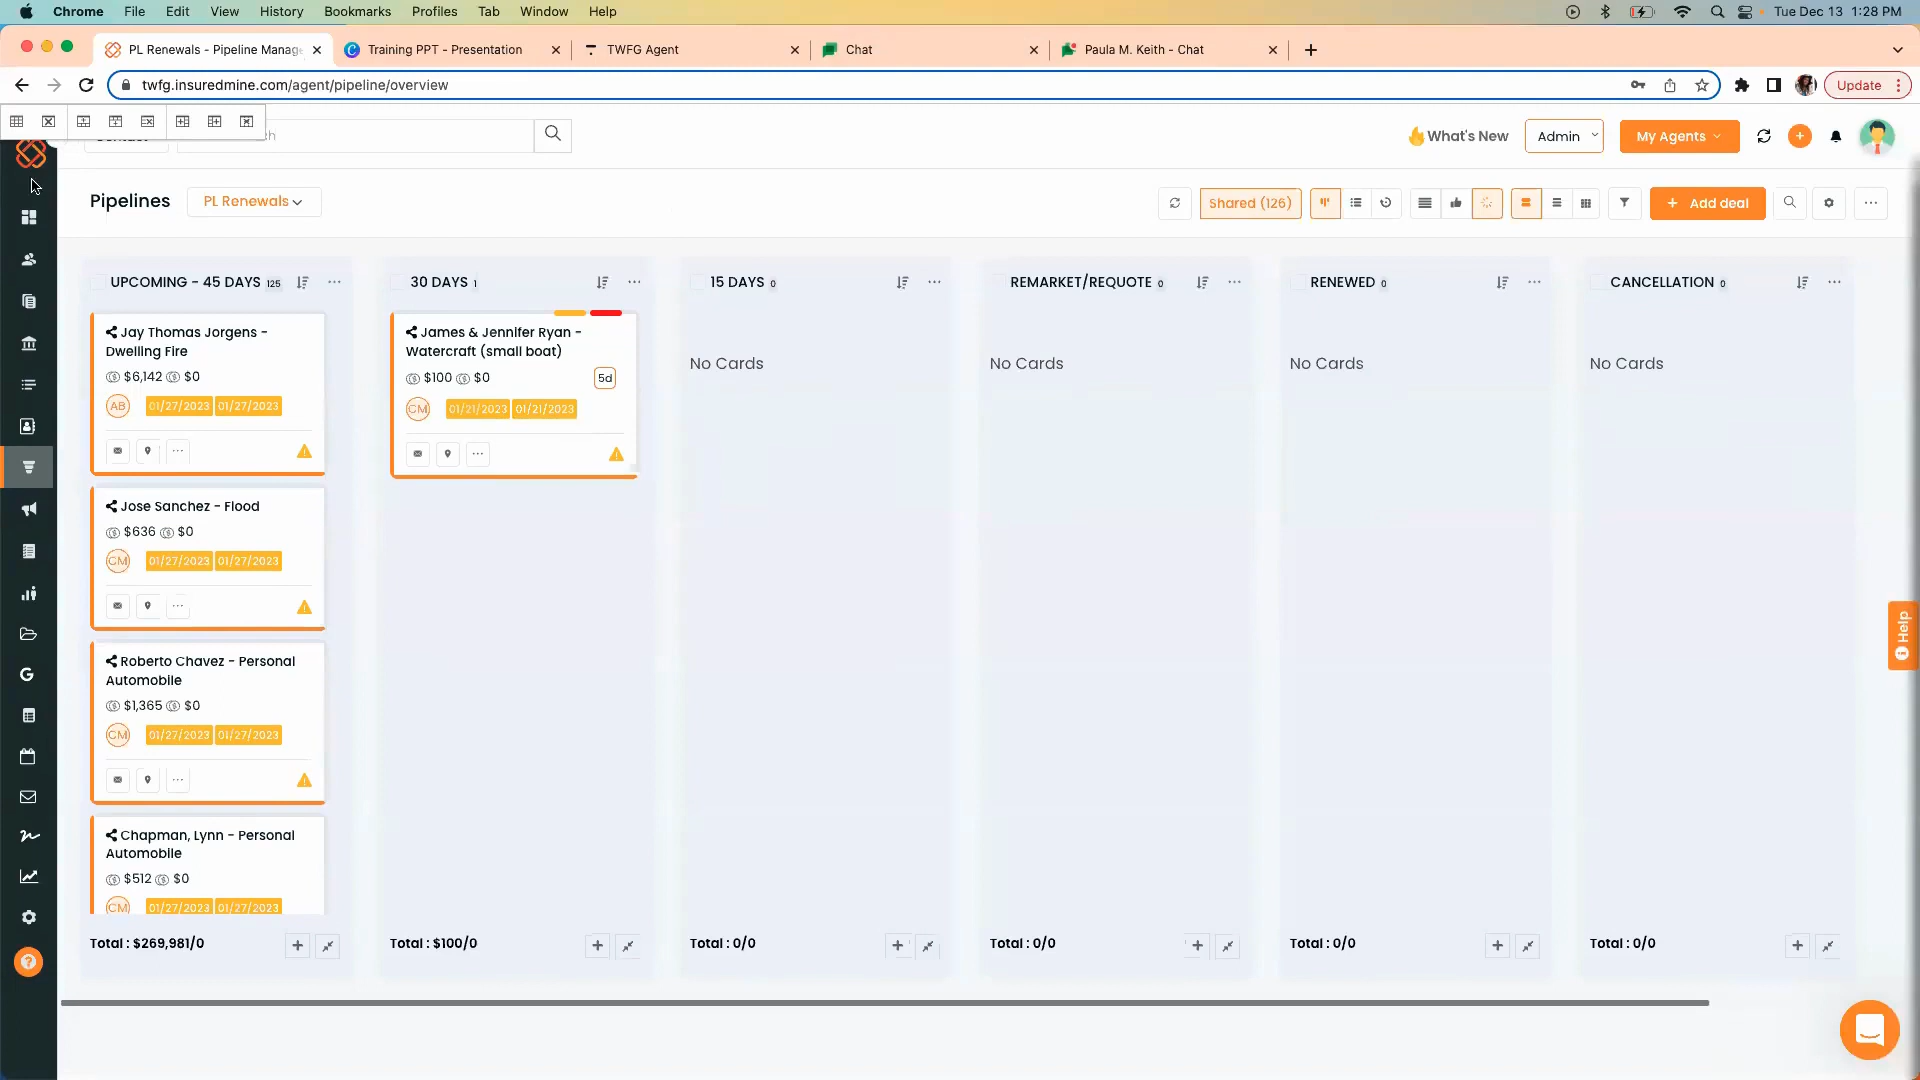 Chrome File Edit View History Bookmarks Profiles Tab Window Help Tue Dec 13 1:28 PM
PL Renewals - Pipeline Manag Training PPT - Presentation TWFG Agent Chat Paula M. Keith - Chat
twfg.insuredmine.com/agent/pipeline/overview Update
What's New Admin My Agents
Pipelines PL Renewals Shared (126) + Add deal
UPCOMING - 45 DAYS 125
Jay Thomas Jorgens -
Dwelling Fire
$6,142 $0
AB 01/27/2023 01/27/2023
Jose Sanchez - Flood
$636 $0
CM 01/27/2023 01/27/2023
Roberto Chavez - Personal
Automobile
$1,365 $0
CM 01/27/2023 01/27/2023
Chapman, Lynn - Personal
Automobile
$512 $0
CM 01/27/2023 01/27/2023
Total : $269,981/0
30 DAYS 1
James & Jennifer Ryan -
Watercraft (small boat)
$100 $0 5d
CM 01/21/2023 01/21/2023
Total : $100/0
15 DAYS 0
No Cards
Total : 0/0
REMARKET/REQUOTE 0
No Cards
Total : 0/0
RENEWED 0
No Cards
Total : 0/0
CANCELLATION 0
No Cards
Total : 0/0
Help